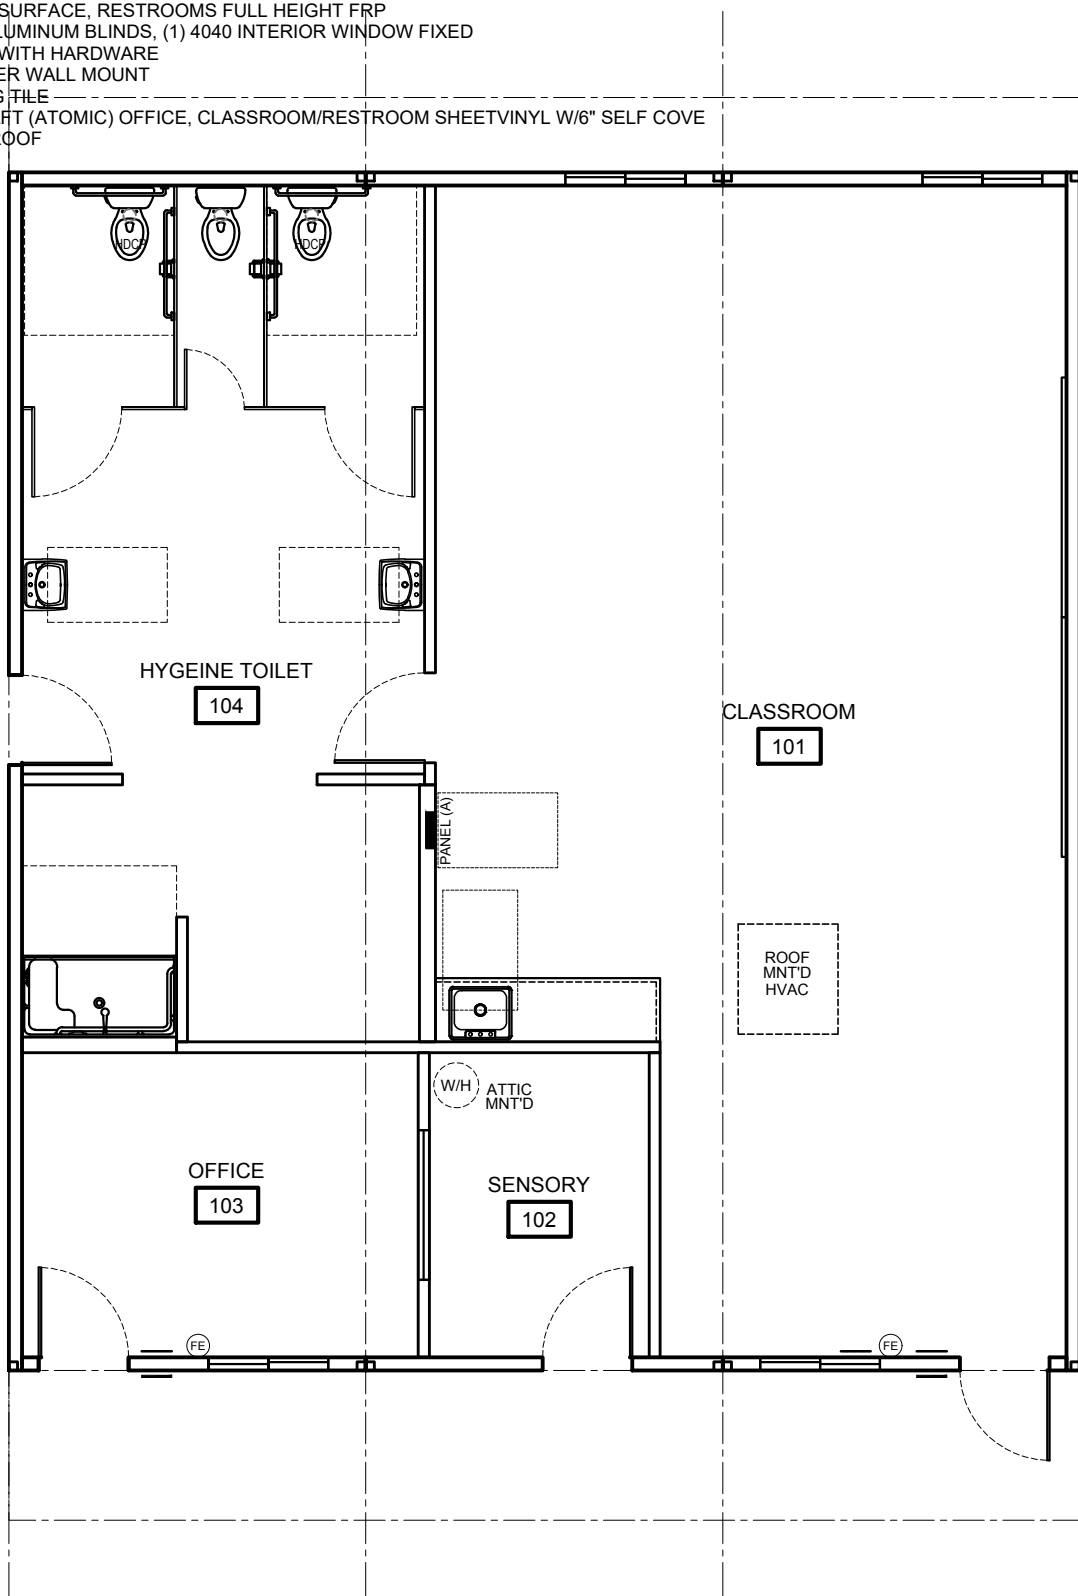 SURFACE, RESTROOMS FULL HEIGHT FRP
LUMINUM BLINDS, (1) 4040 INTERIOR WINDOW FIXED
WITH HARDWARE
ER WALL MOUNT
G TILE
FT (ATOMIC) OFFICE, CLASSROOM/RESTROOM SHEETVINYL W/6" SELF COVE
ROOF
HDCP
HDCP
HYGEINE TOILET
104
CLASSROOM
101
PANEL (A)
ROOF
MNT'D
HVAC
W/H
ATTIC
MNT'D
OFFICE
103
SENSORY
102
FE
FE